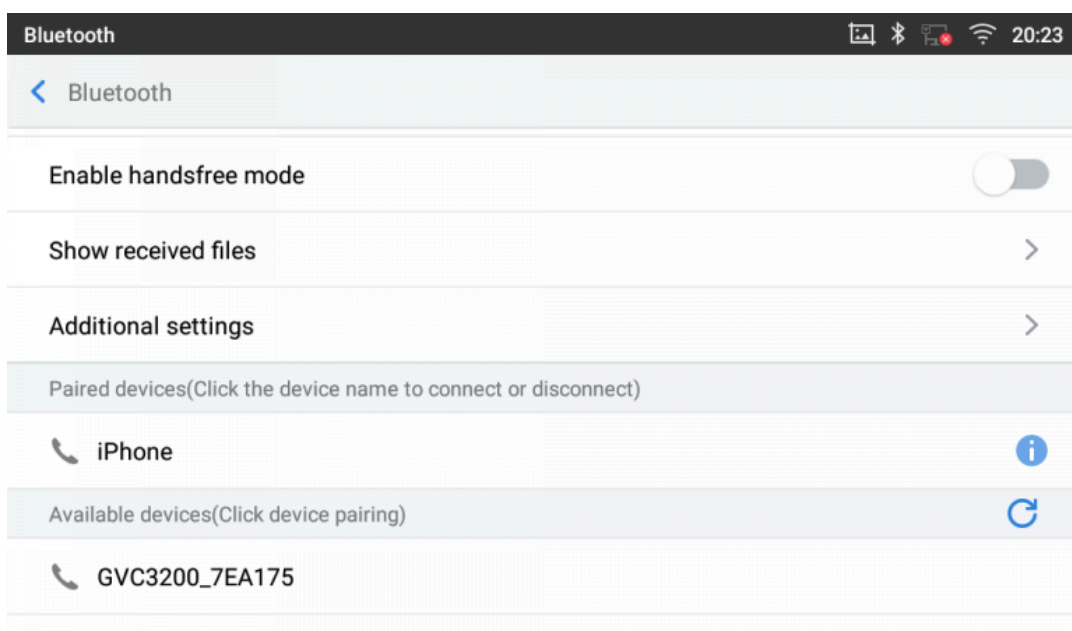 Bluetooth 20:23
Bluetooth
Enable handsfree mode
Show received files
Additional settings
Paired devices(Click the device name to connect or disconnect)
iPhone
Available devices(Click device pairing)
GVC3200_7EA175